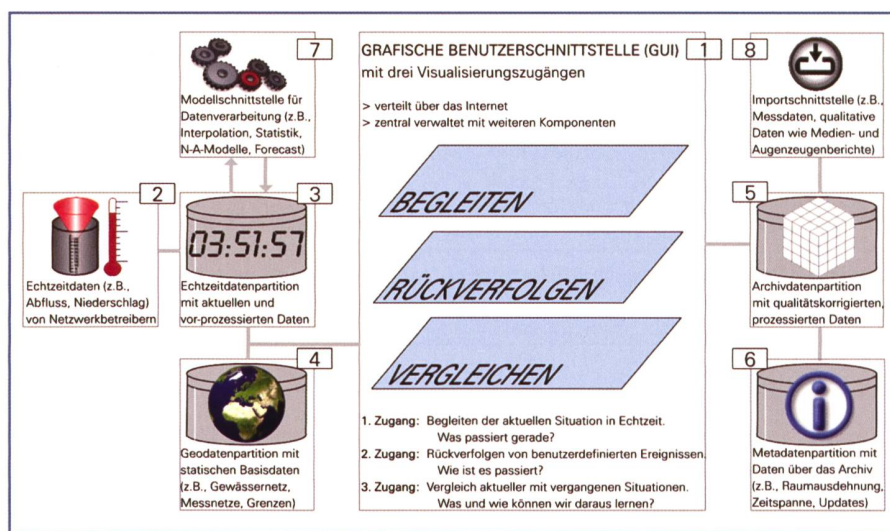 7
Modellschnittstelle für
Datenverarbeitung (z.B.,
Interpolation, Statistik,
N-A-Modelle, Forecast)
2
Echtzeitdaten (z.B.,
Abfluss, Niederschlag)
von Netzwerkbetreibern
3
03:51:57
Echtzeitdatenpartition
mit aktuellen und
vor-prozessierten Daten
4
Geodatenpartition mit
statischen Basisdaten
(z.B., Gewässernetz,
Messnetze, Grenzen)
GRAFISCHE BENUTZERSCHNITTSTELLE (GUI)
1
mit drei Visualisierungszugängen
> verteilt über das Internet
> zentral verwaltet mit weiteren Komponenten
BEGLEITEN
RÜCKVERFOLGEN
VERGLEICHEN
1. Zugang: Begleiten der aktuellen Situation in Echtzeit.
Was passiert gerade?
2. Zugang: Rückverfolgen von benutzerdefinierten Ereignissen.
Wie ist es passiert?
3. Zugang: Vergleich aktueller mit vergangenen Situationen.
Was und wie können wir daraus lernen?
8
Importschnittstelle (z.B.,
Messdaten, qualitative
Daten wie Medien- und
Augenzeugenberichte)
5
Archivdatenpartition
mit qualitätskorrigierten,
prozessierten Daten
6
i
Metadatenpartition mit
Daten über das Archiv
(z.B., Raumausdehnung,
Zeitspanne, Updates)